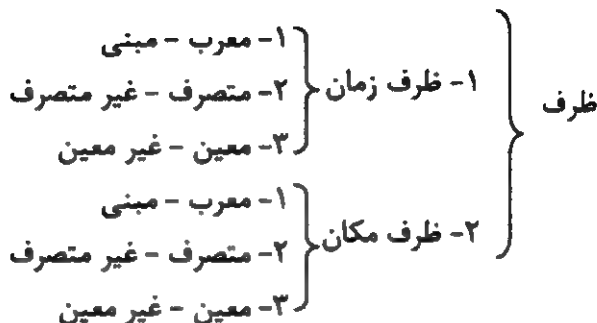 ظرف
۱- ظرف زمان
۱- معرب - مبنی
۲- متصرف - غیر متصرف
۳- معین - غیر معین
۲- ظرف مکان
۱- معرب - مبنی
۲- متصرف - غیر متصرف
۳- معین - غیر معین